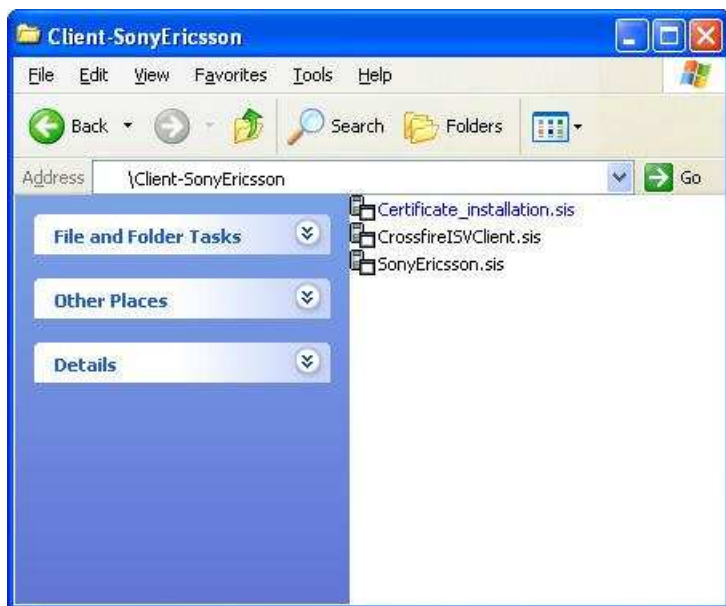 Client-SonyEricsson
File Edit View Favorites Tools Help
Back Search Folders
Address \Client-SonyEricsson Go
File and Folder Tasks
Other Places
Details
Certificate_installation.sis
CrossfireISVClient.sis
SonyEricsson.sis